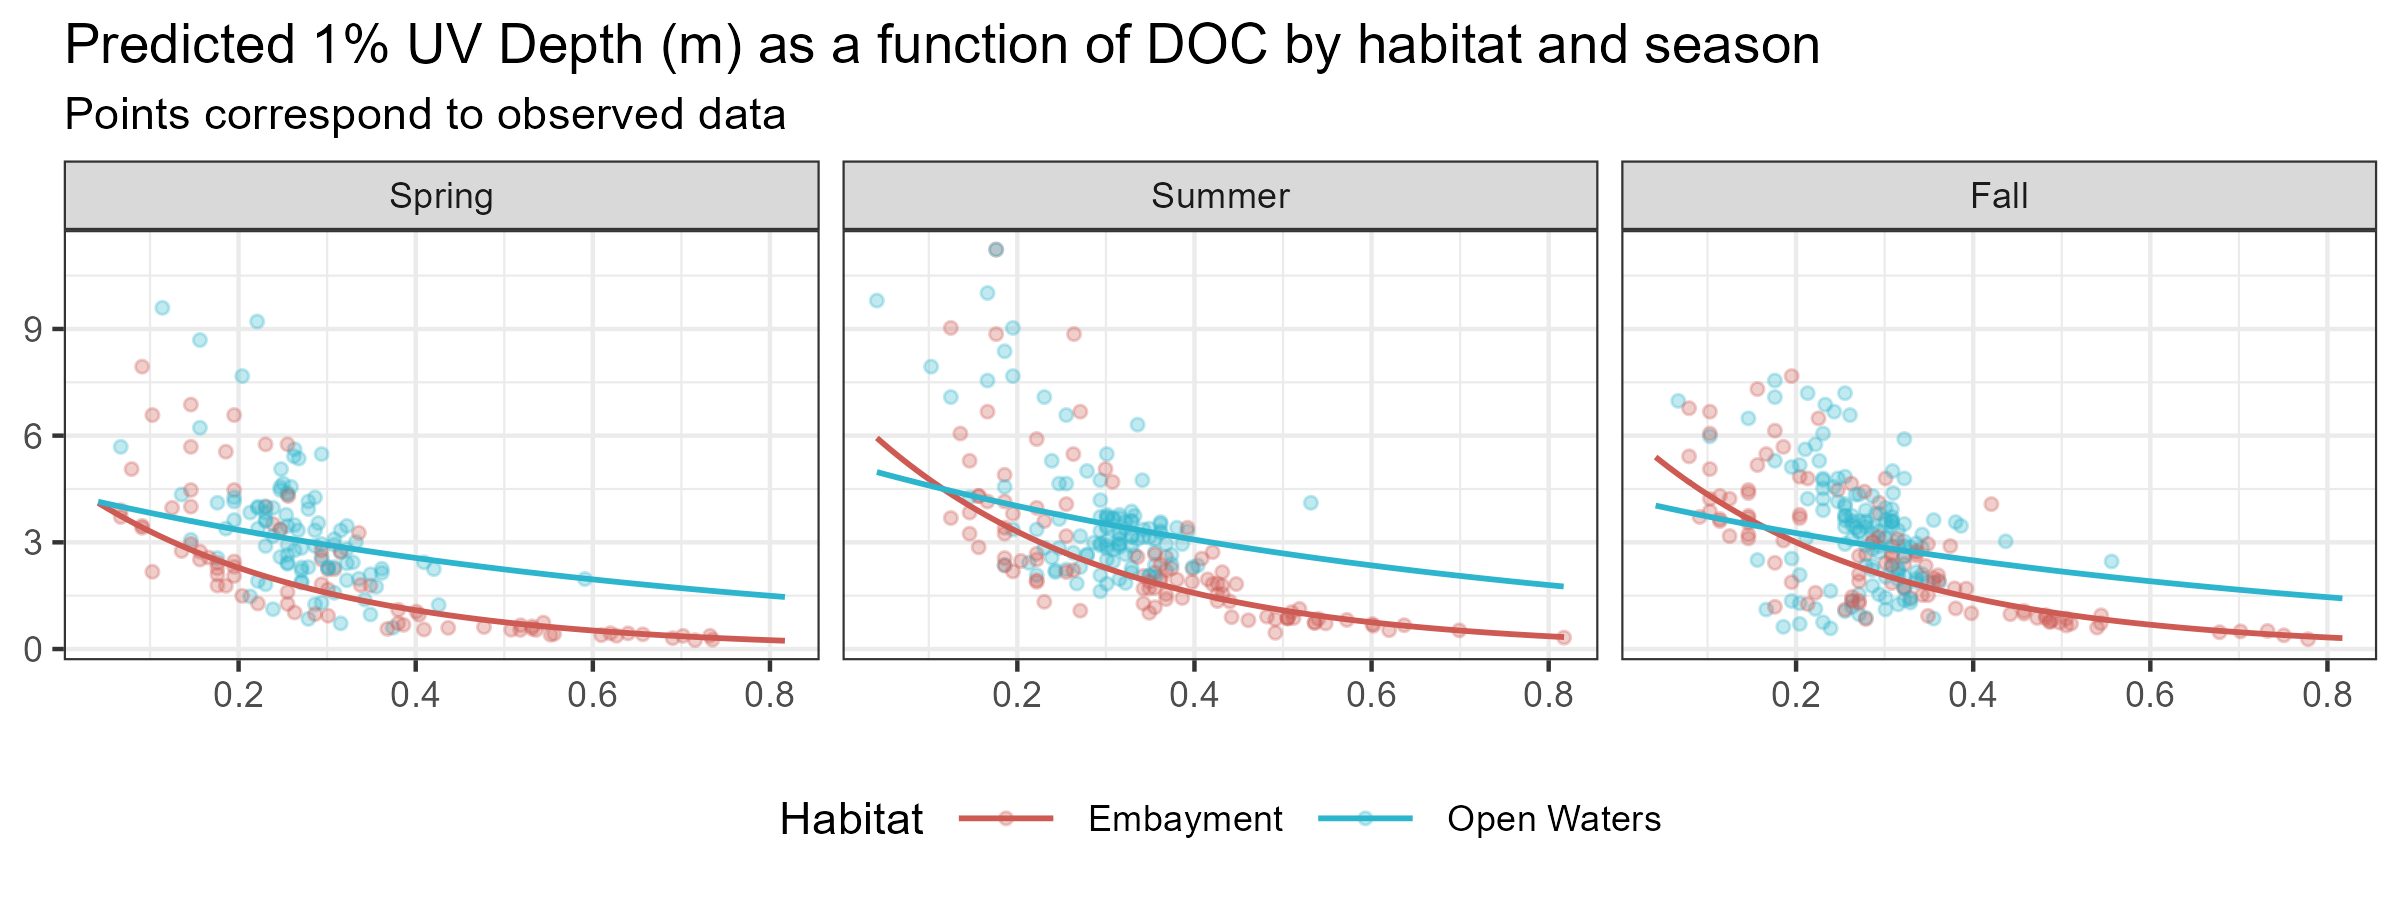 Predicted 1% UV Depth (m) as a function of DOC by habitat and season
Points correspond to observed data
Spring
Summer
Fall
9
6
3
0
0.2 0.4 0.6 0.8
0.2 0.4 0.6 0.8
0.2 0.4 0.6 0.8
Habitat Embayment Open Waters